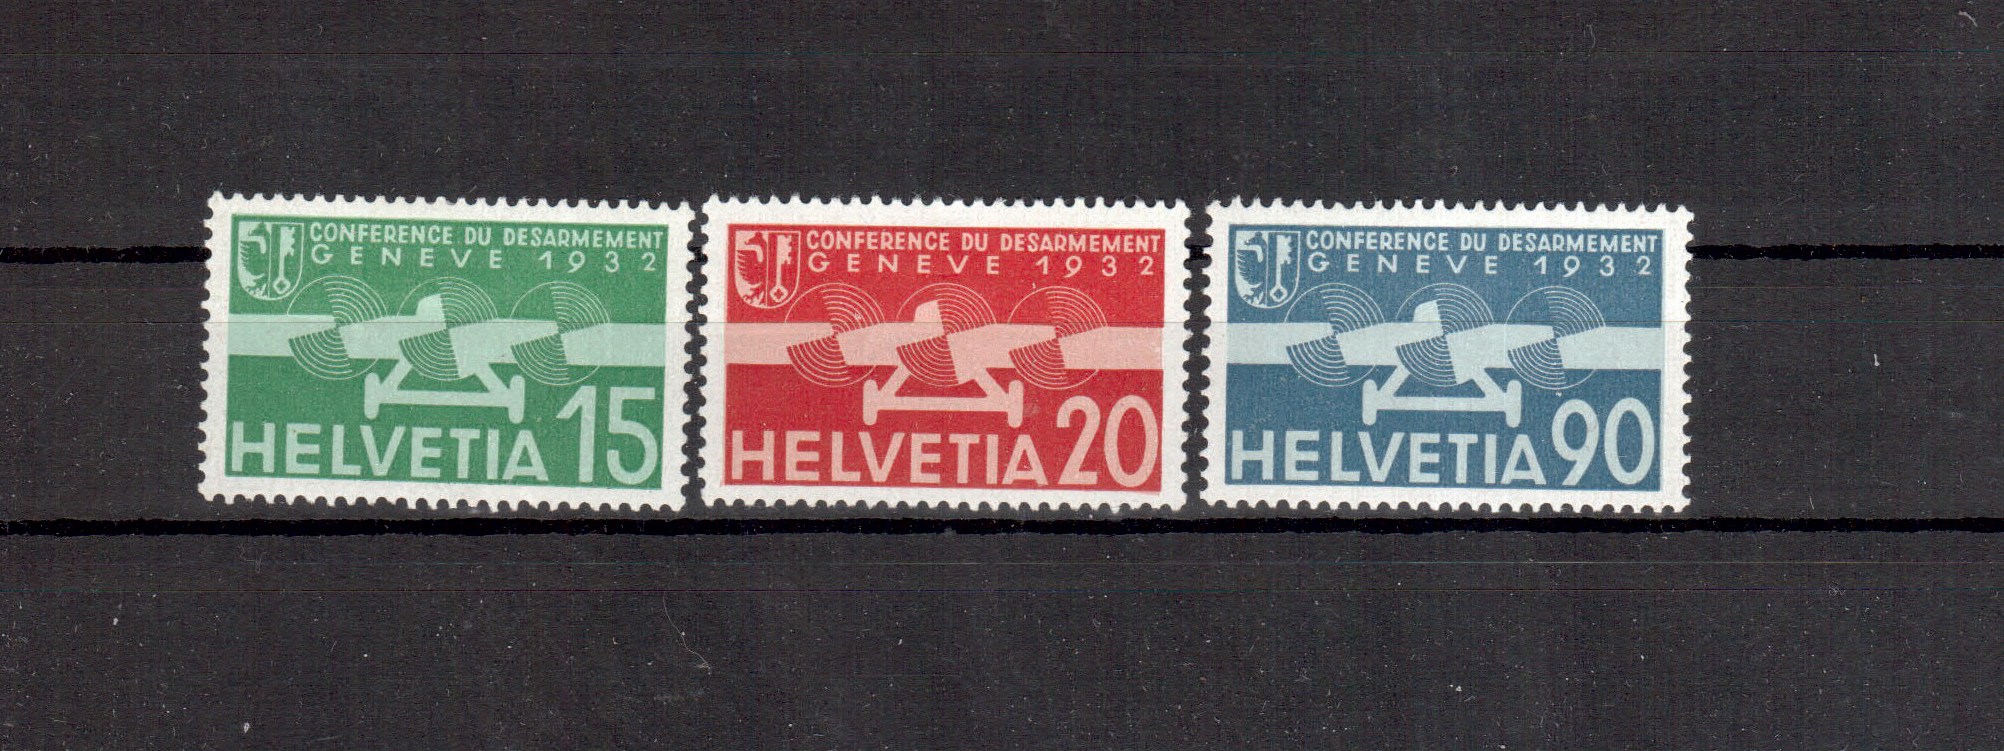 CONFERENCE DU DESARMEMENT
GENEVE 1932
HELVETIA 15
CONFERENCE DU DESARMEMENT
GENEVE 1932
HELVETIA 20
CONFERENCE DU DESARMEMENT
GENEVE 1932
HELVETIA 90